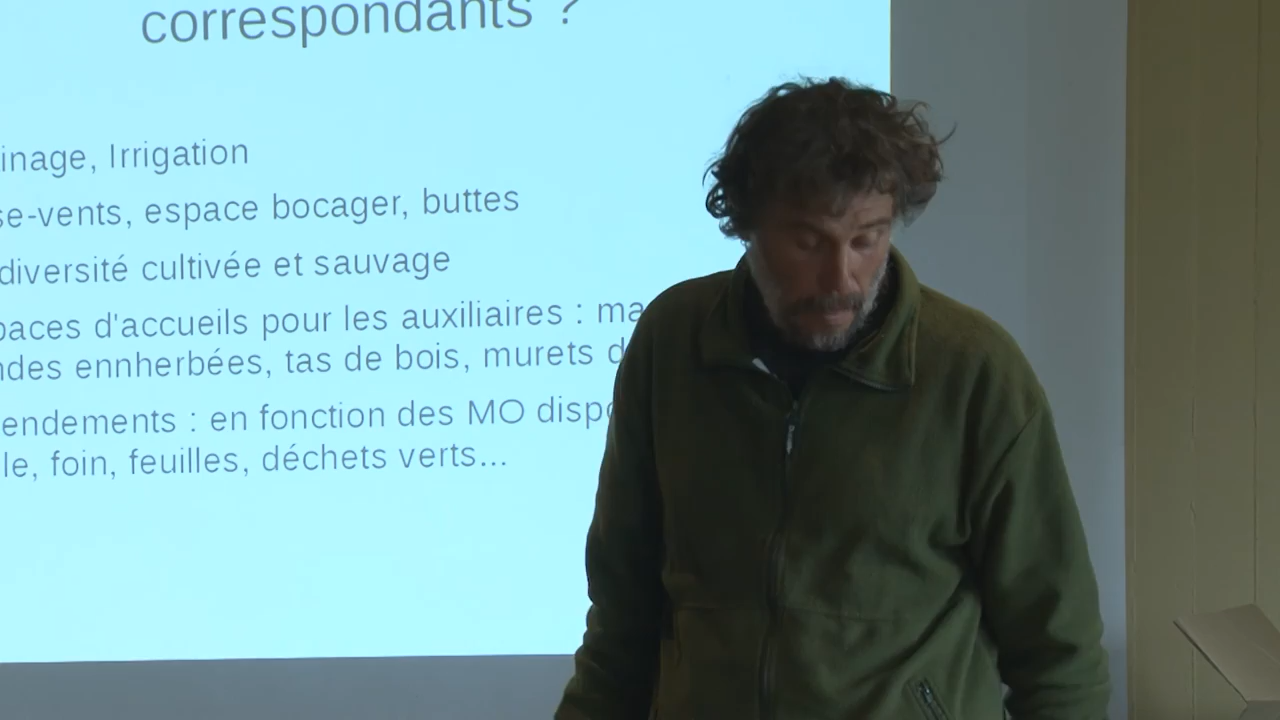 correspondants ?
inage, Irrigation
se-vents, espace bocager, buttes
diversité cultivée et sauvage
paces d'accueils pour les auxiliaires : ma
ndes ennherbées, tas de bois, murets d
endements : en fonction des MO dispo
le, foin, feuilles, déchets verts...